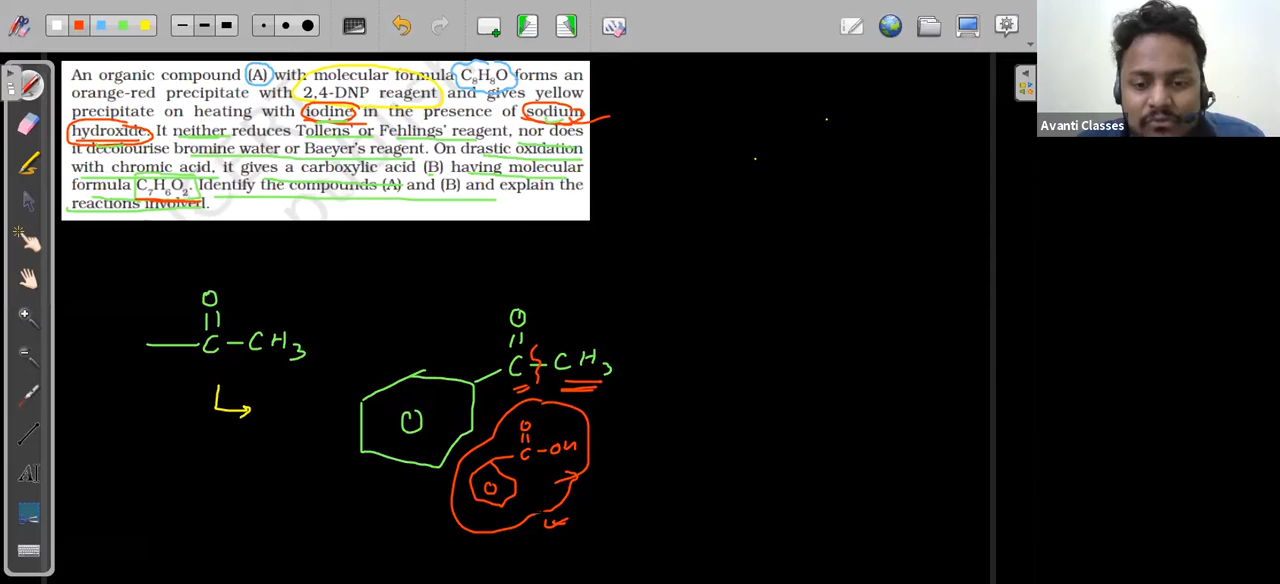 An organic compound (A) with molecular formula C₈H₈O forms an
orange-red precipitate with 2,4-DNP reagent and gives yellow
precipitate on heating with iodine in the presence of sodium
hydroxide. It neither reduces Tollens' or Fehlings' reagent, nor does
it decolourise bromine water or Baeyer's reagent. On drastic oxidation
with chromic acid, it gives a carboxylic acid (B) having molecular
formula C₇H₆O₂. Identify the compounds (A) and (B) and explain the
reactions involved.
Avanti Classes
O
C-CH₃
O
C-CH₃
O
C-OH
AI